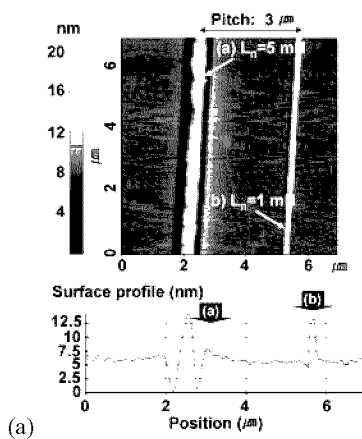 nm
Pitch: 3 ㎛
20
16
12
8
4
㎛
6
4
2
0
(a) Lₙ=5 m
(b) Lₙ=1 m
0 2 4 6 ㎛
Surface profile (nm)
(a) (b)
12.5
10
7.5
5
2.5
0
0 2 4 6
Position (㎛)
(a)